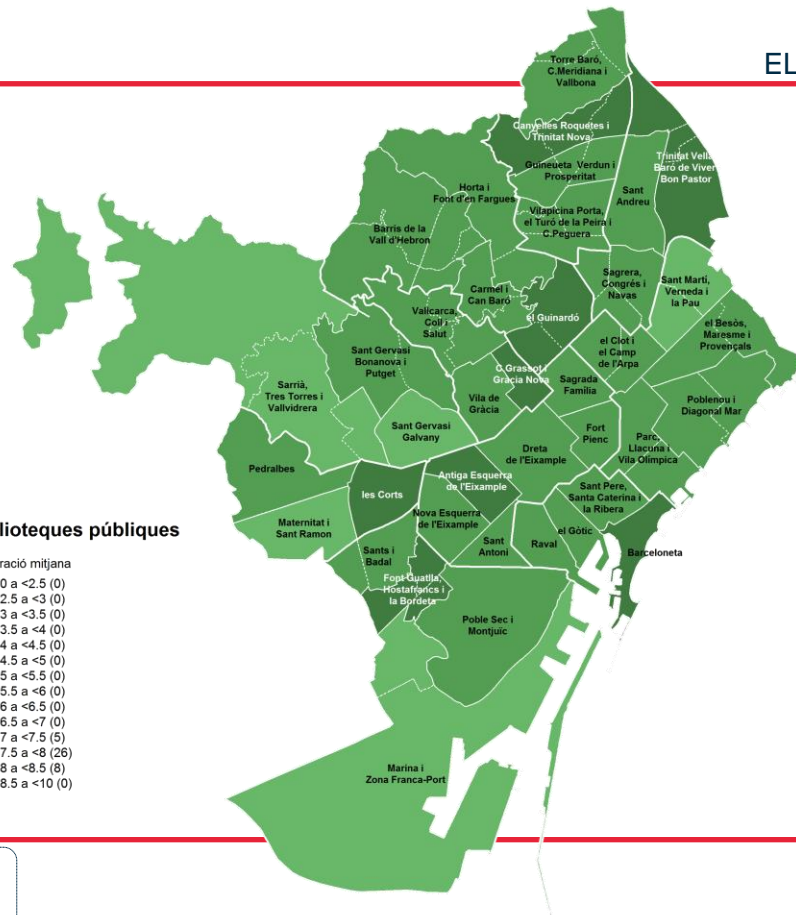 EL
Torre Baró,
C.Meridiana i
Vallbona
Canyelles Roquetes i
Trinitat Nova
Trinitat Vella
Baró de Viver
Bon Pastor
Guineueta Verdun i
Prosperitat
Sant
Andreu
Horta i
Font d'en Fargues
Vilapicina Porta,
el Turó de la Peira i
C.Peguera
Barris de la
Vall d'Hebron
Sagrera,
Congrés i
Navas
Sant Martí,
Verneda i
la Pau
Carmel i
Can Baró
Vallcarca,
Coll i
Salut
el Guinardó
el Besòs,
Maresme i
Provençals
el Clot i
el Camp
de l'Arpa
Sant Gervasi
Bonanova i
Putget
C.Grassot i
Gràcia Nova
Sagrada
Família
Sarrià,
Tres Torres i
Vallvidrera
Vila de
Gràcia
Poblenou i
Diagonal Mar
Sant Gervasi
Galvany
Fort
Pienc
Parc,
Llacuna i
Vila Olímpica
Dreta
de l'Eixample
Pedralbes
Antiga Esquerra
de l'Eixample
les Corts
Sant Pere,
Santa Caterina i
la Ribera
Nova Esquerra
de l'Eixample
Maternitat i
Sant Ramon
el Gòtic
Sant
Antoni
Raval
Barceloneta
Sants i
Badal
Font Guatlla,
Hostafrancs i
la Bordeta
Poble Sec i
Montjuïc
Marina i
Zona Franca-Port
lioteques públiques
ració mitjana
0 a <2.5 (0)
2.5 a <3 (0)
3 a <3.5 (0)
3.5 a <4 (0)
4 a <4.5 (0)
4.5 a <5 (0)
5 a <5.5 (0)
5.5 a <6 (0)
6 a <6.5 (0)
6.5 a <7 (0)
7 a <7.5 (5)
7.5 a <8 (26)
8 a <8.5 (8)
8.5 a <10 (0)